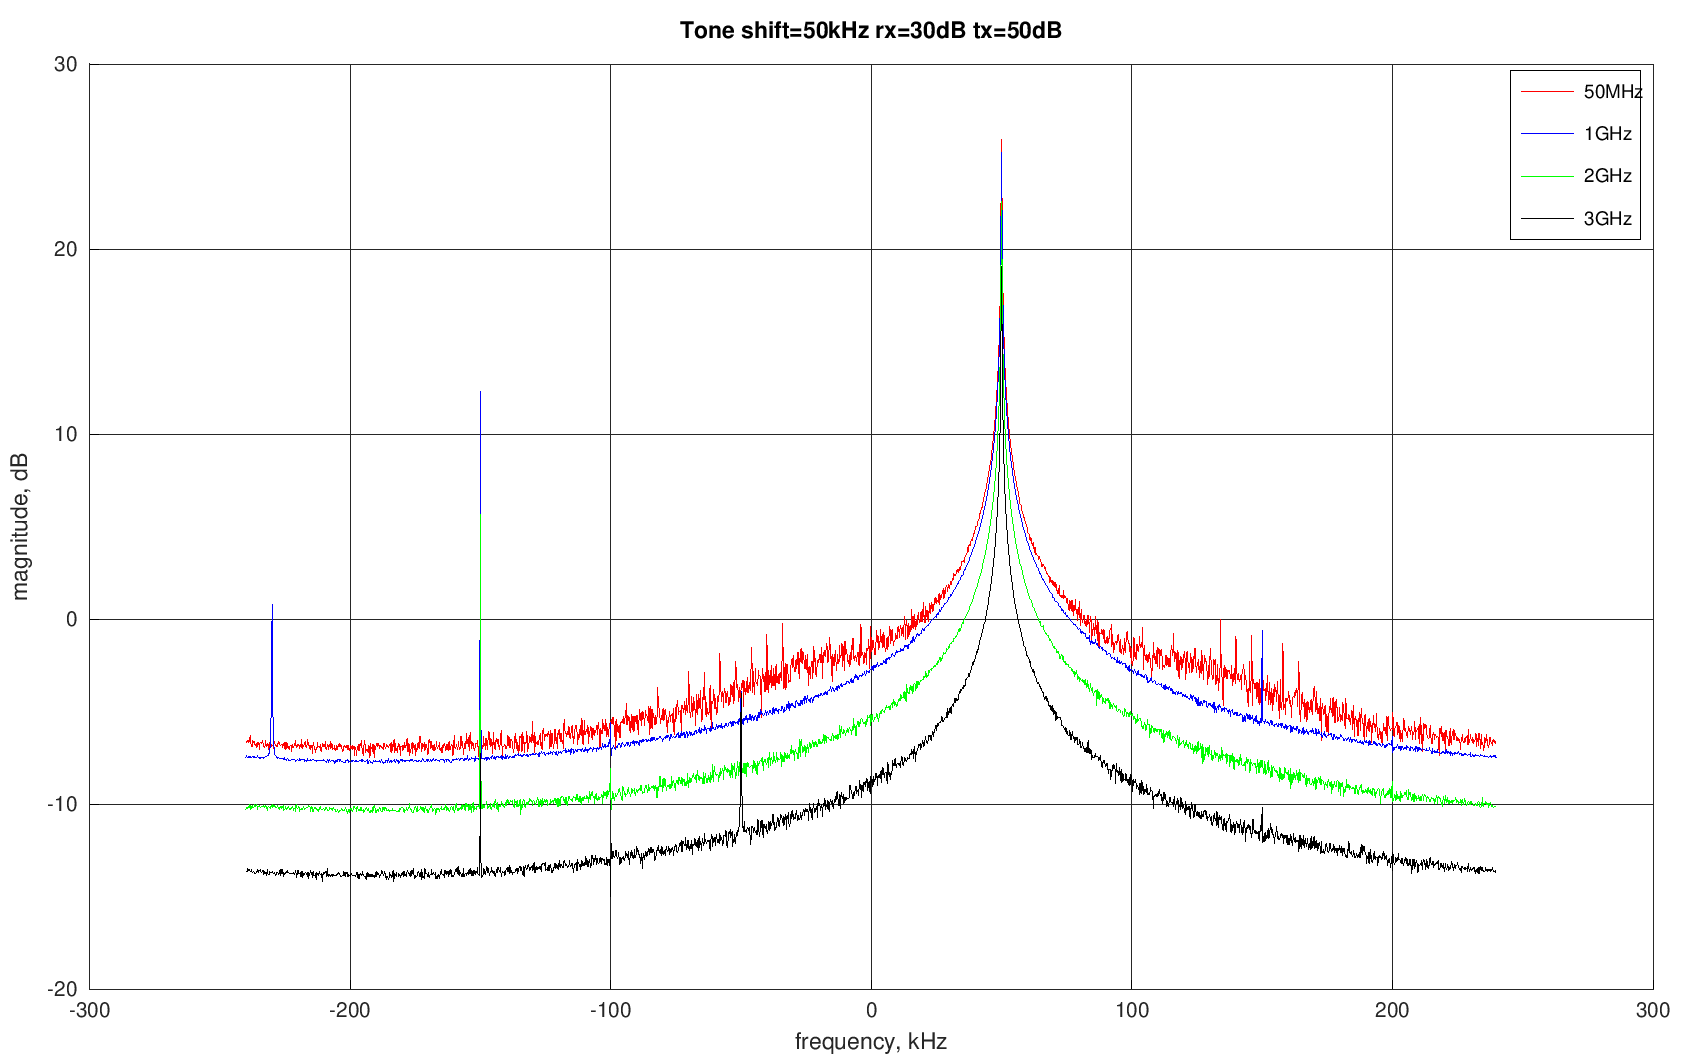 Tone shift=50kHz rx=30dB tx=50dB
30
20
10
0
-10
-20
magnitude, dB
50MHz
1GHz
2GHz
3GHz
-300
-200
-100
0
100
200
300
frequency, kHz